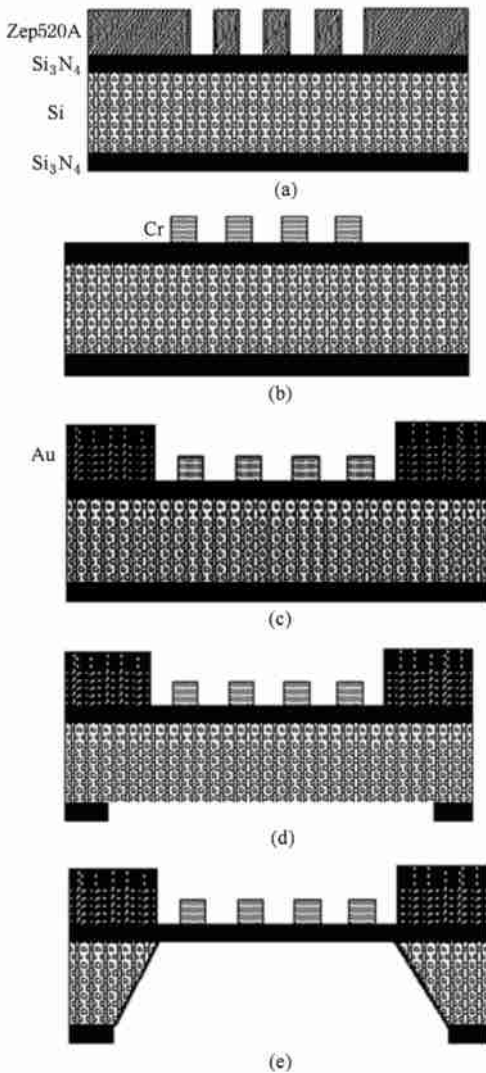 Zep520A
Si₃N₄
Si
Si₃N₄
(a)
Cr
(b)
Au
(c)
(d)
(e)